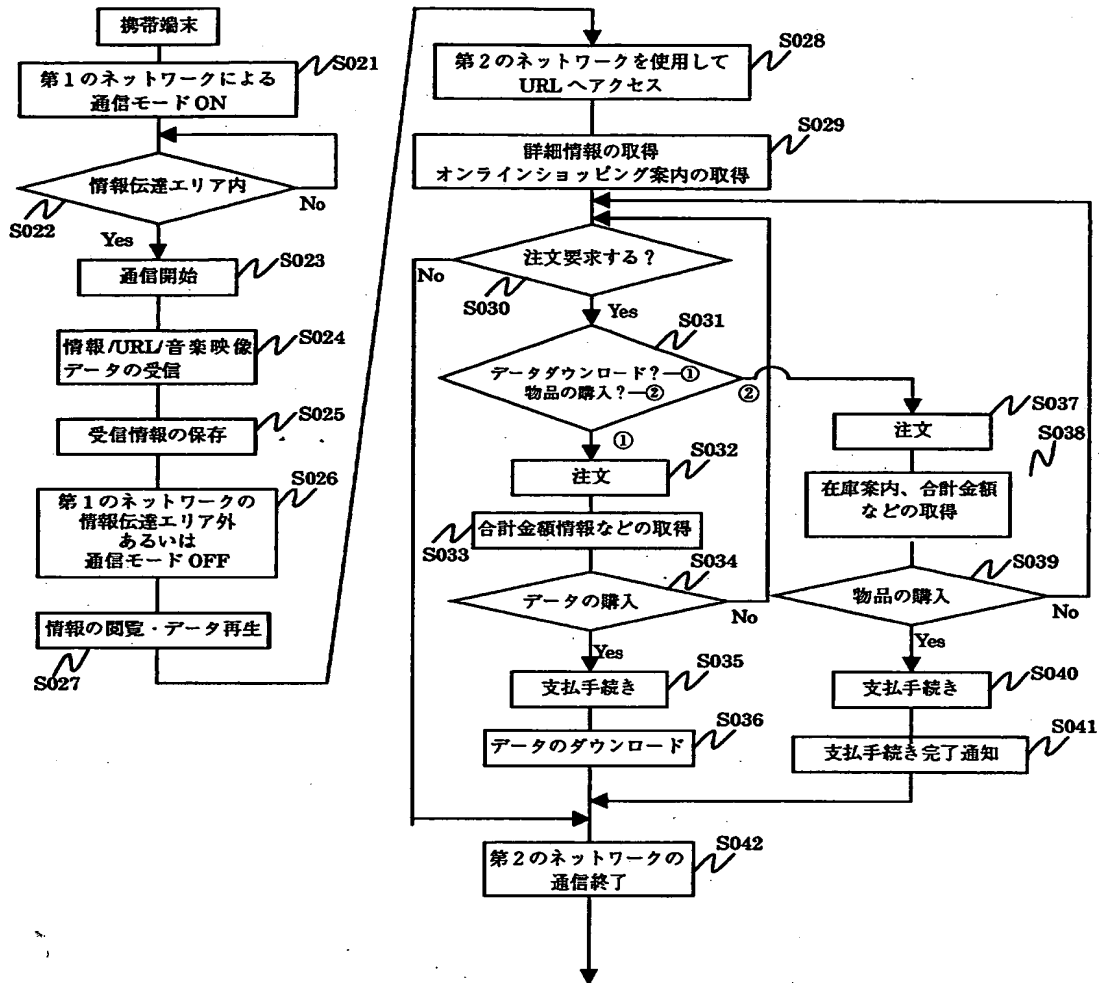 携帯端末
S021
第1のネットワークによる
通信モード ON
情報伝達エリア内
No
S022
Yes
S023
通信開始
S024
情報/URL/音楽映像
データの受信
S025
受信情報の保存
S026
第1のネットワークの
情報伝達エリア外
あるいは
通信モード OFF
情報の閲覧・データ再生
S027
S028
第2のネットワークを使用して
URL へアクセス
S029
詳細情報の取得
オンラインショッピング案内の取得
注文要求する?
No
S030
Yes
S031
データダウンロード?―①
物品の購入?―②
②
①
S032
注文
合計金額情報などの取得
S033
S034
データの購入
No
Yes
S035
支払手続き
S036
データのダウンロード
S037
注文
S038
在庫案内、合計金額
などの取得
S039
物品の購入
No
Yes
S040
支払手続き
S041
支払手続き完了通知
S042
第2のネットワークの
通信終了